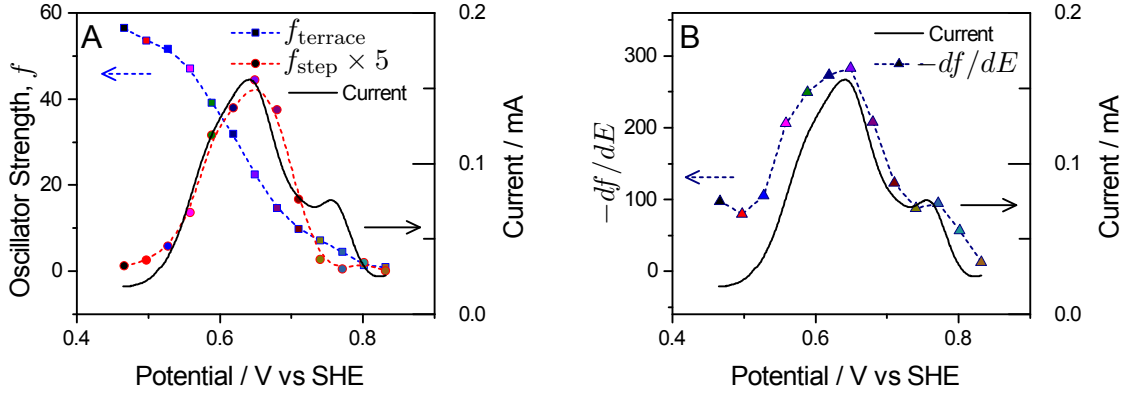 A
f_terrace
f_step × 5
Current
Oscillator Strength, f
60
40
20
0
0.4
0.6
0.8
Potential / V vs SHE
0.2
0.1
0.0
Current / mA
B
Current
−df/dE
−df/dE
300
200
100
0
0.4
0.6
0.8
Potential / V vs SHE
0.2
0.1
0.0
Current / mA